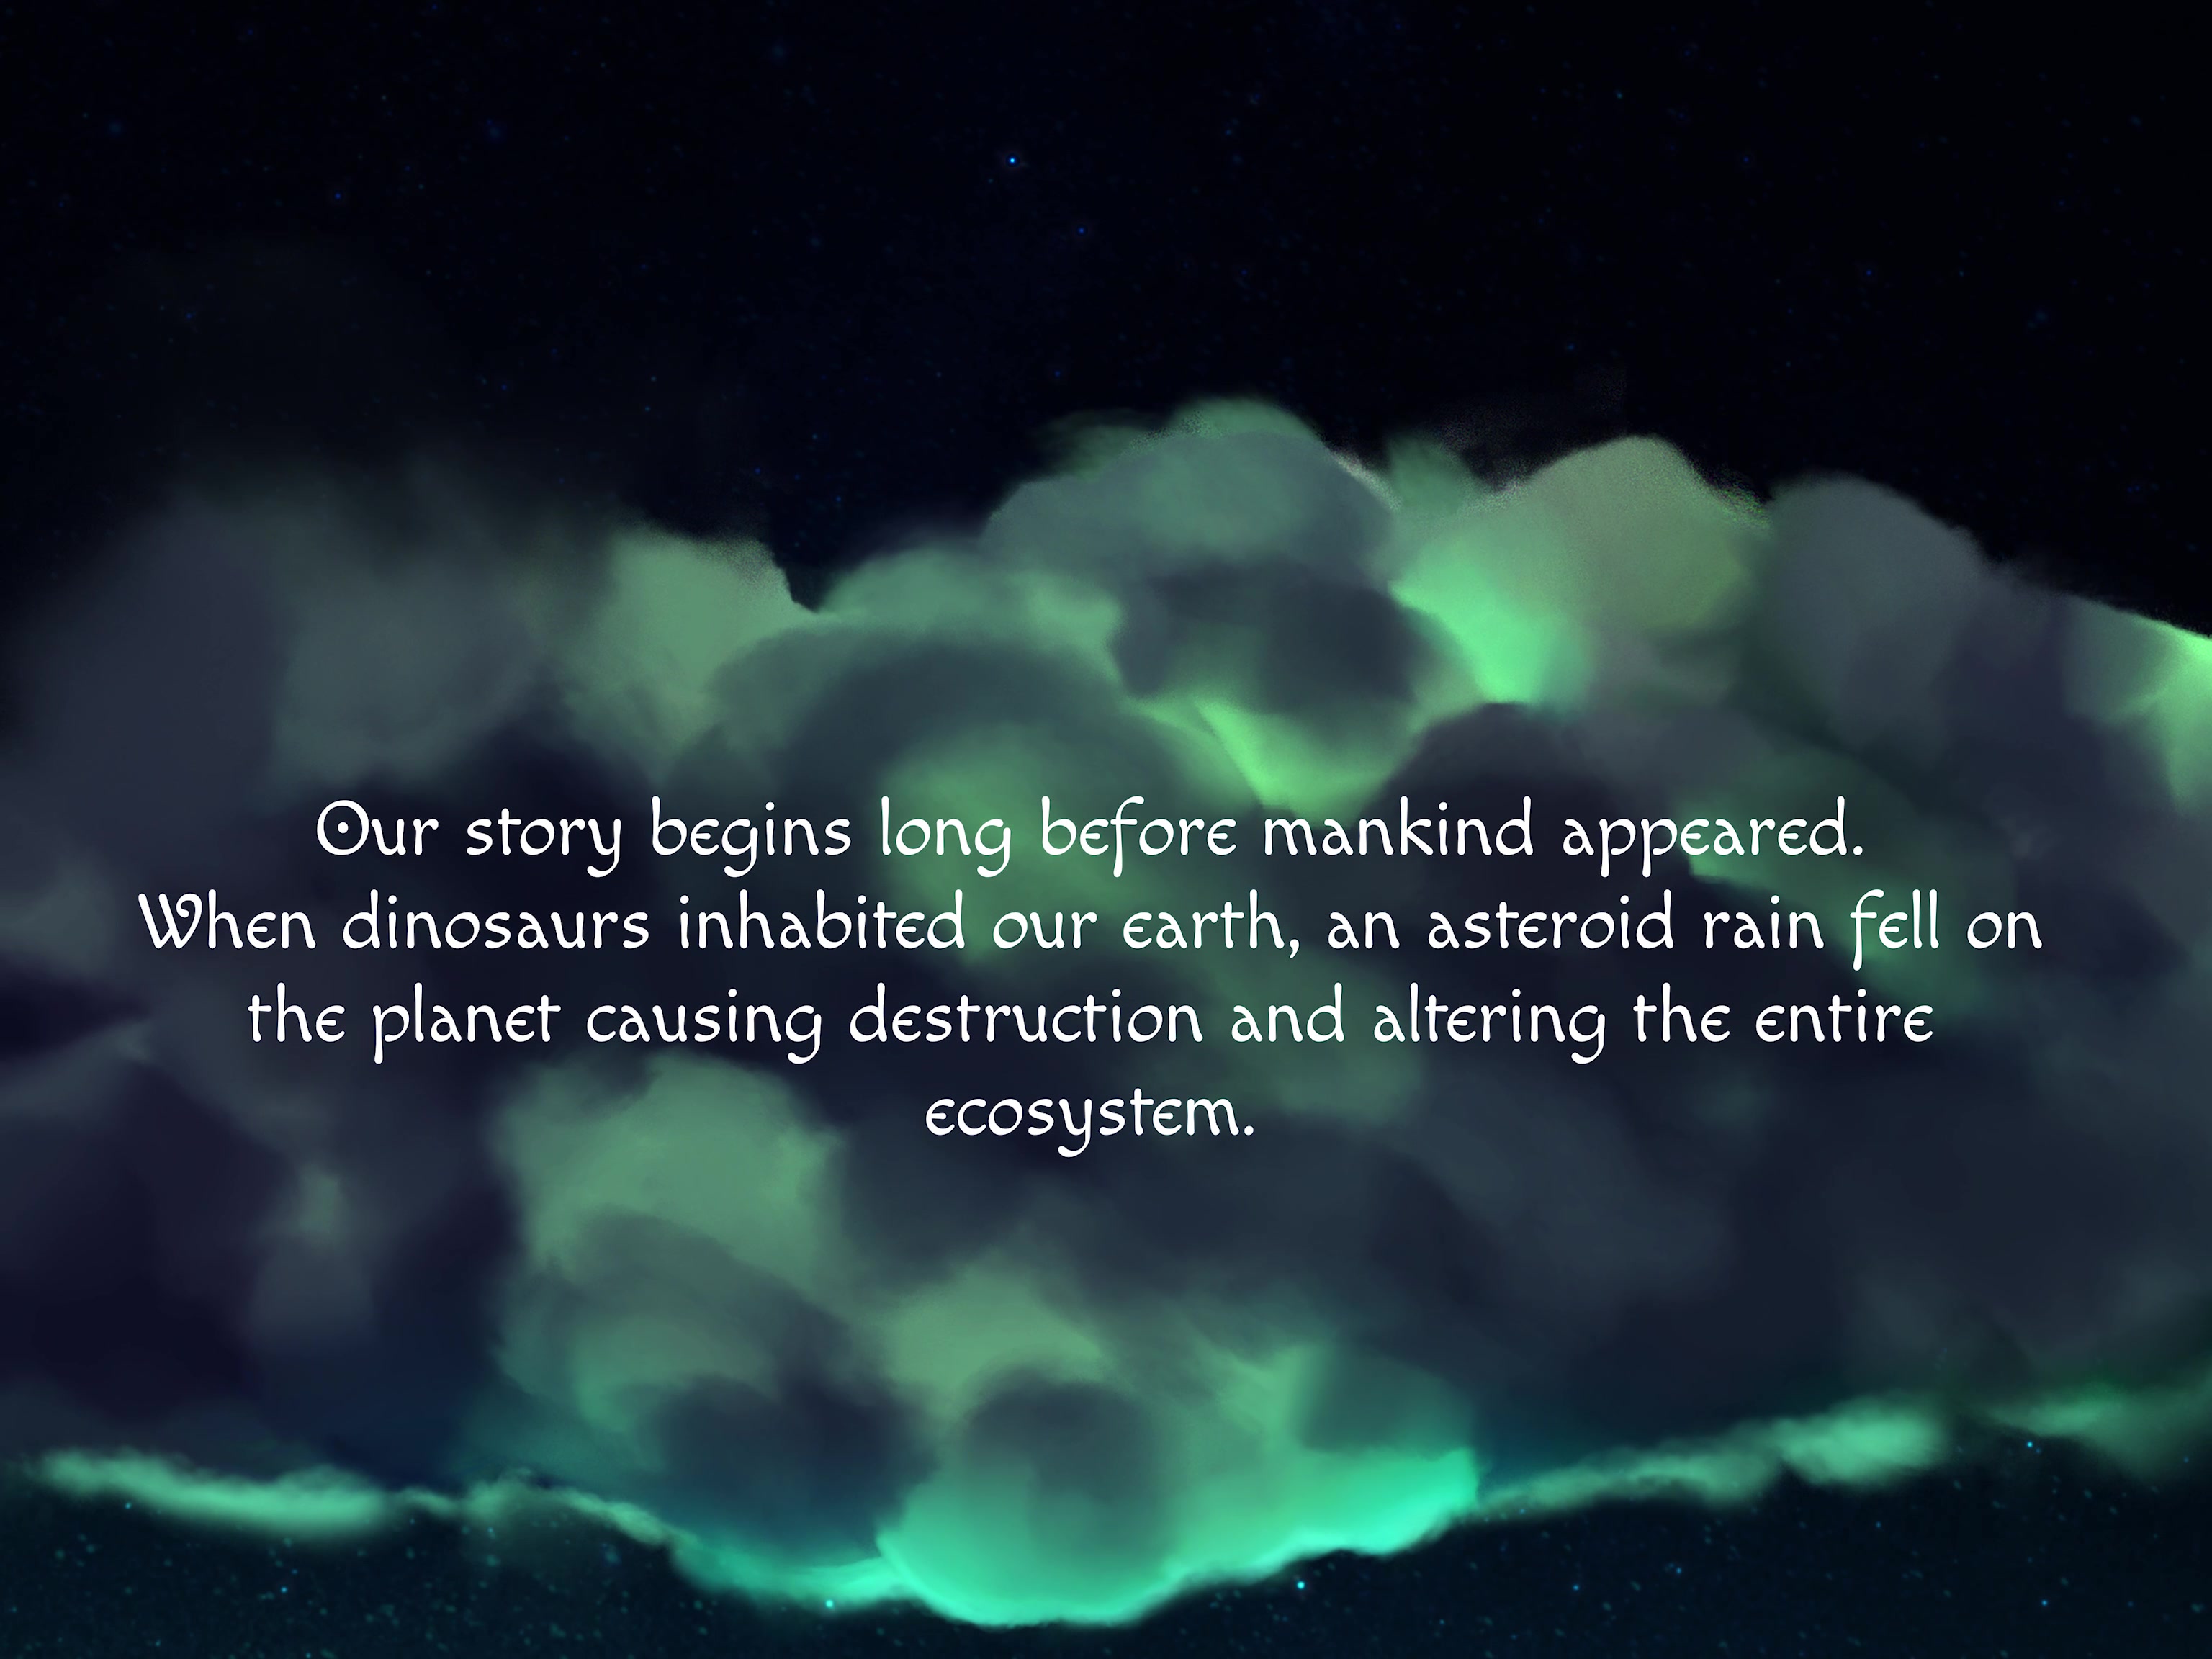 Our story begins long before mankind appeared.
When dinosaurs inhabited our earth, an asteroid rain fell on
the planet causing destruction and altering the entire
ecosystem.